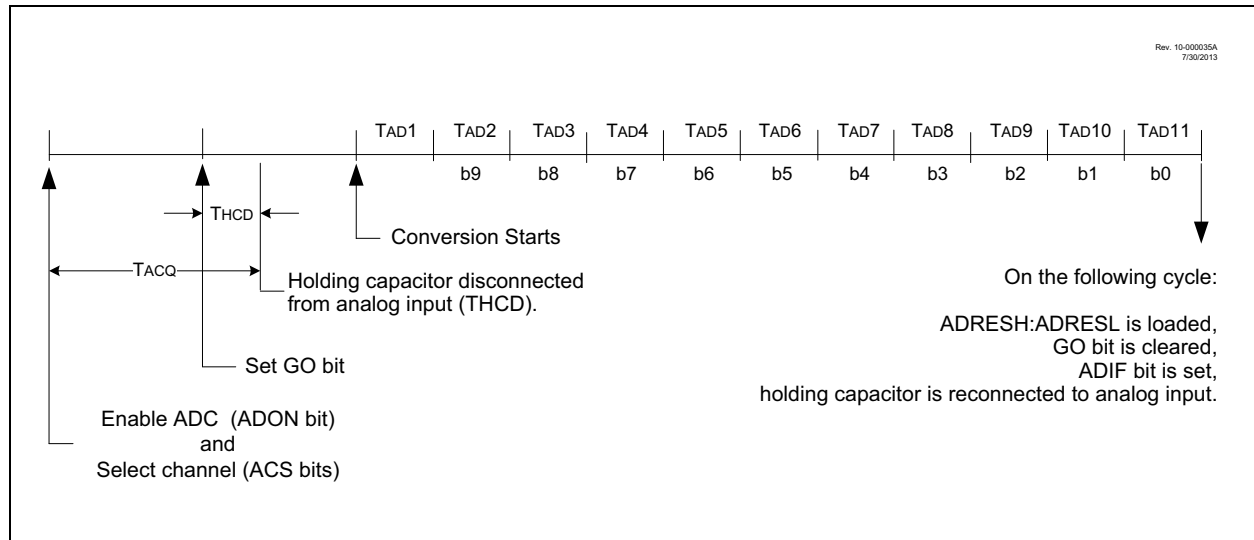 Rev. 10-000035A
7/30/2013
TAD1 TAD2 TAD3 TAD4 TAD5 TAD6 TAD7 TAD8 TAD9 TAD10 TAD11
b9 b8 b7 b6 b5 b4 b3 b2 b1 b0
THCD
Conversion Starts
TACQ
Holding capacitor disconnected
from analog input (THCD).
Set GO bit
Enable ADC (ADON bit)
and
Select channel (ACS bits)
On the following cycle:
ADRESH:ADRESL is loaded,
GO bit is cleared,
ADIF bit is set,
holding capacitor is reconnected to analog input.